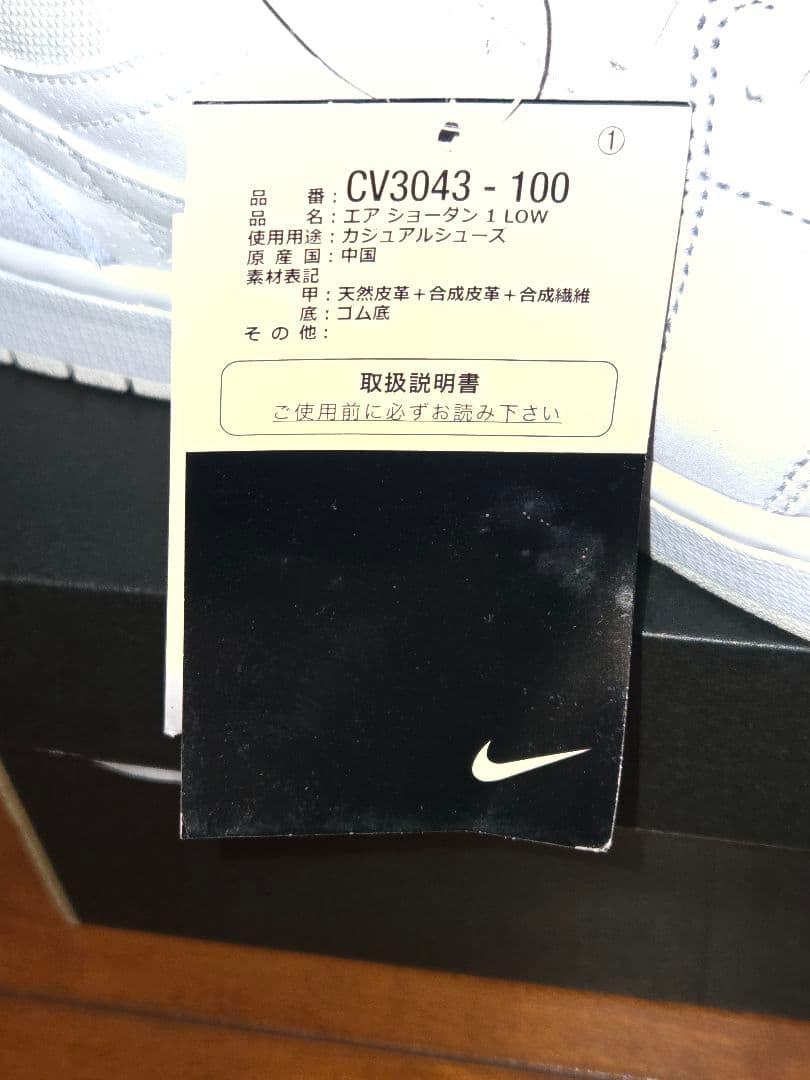 ①
品 番：CV3043 - 100
品 名：エア ジョーダン 1 LOW
使用用途：カジュアルシューズ
原 産 国：中国
素材表記
甲：天然皮革＋合成皮革＋合成繊維
底：ゴム底
そ の 他：
取扱説明書
ご使用前に必ずお読み下さい